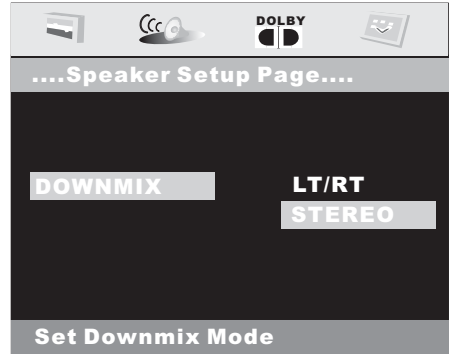 DOLBY
....Speaker Setup Page....
DOWNMIX
LT/RT
STEREO
Set Downmix Mode